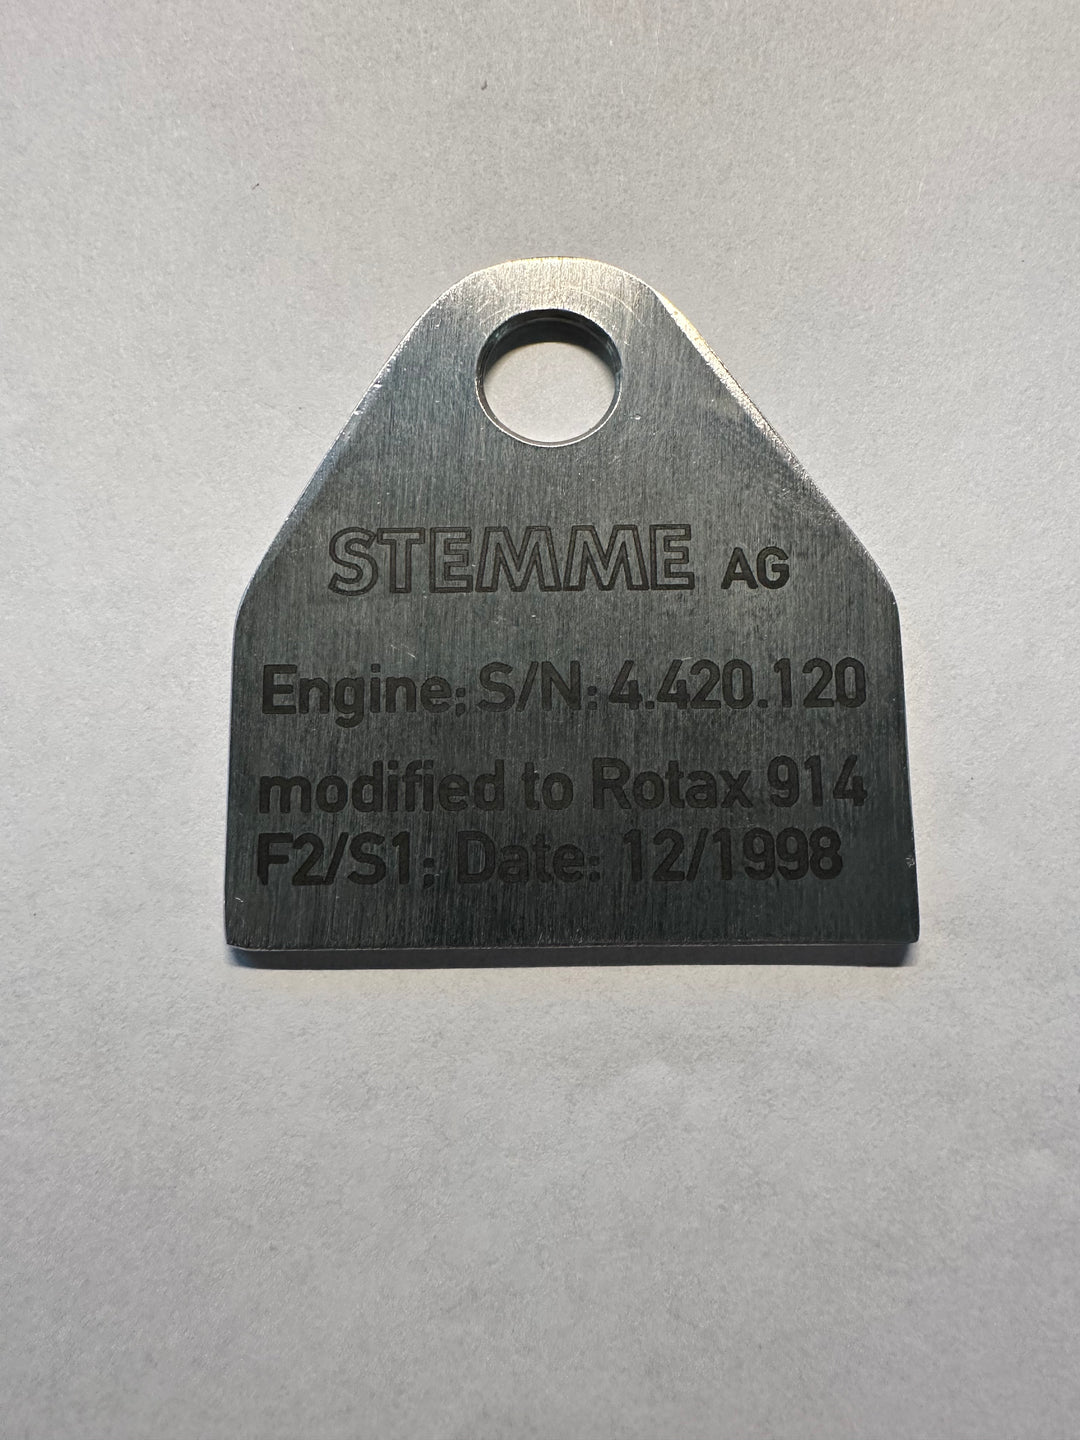 STEMME AG
Engine; S/N: 4.420.120
modified to Rotax 914
F2/S1; Date: 12/1998